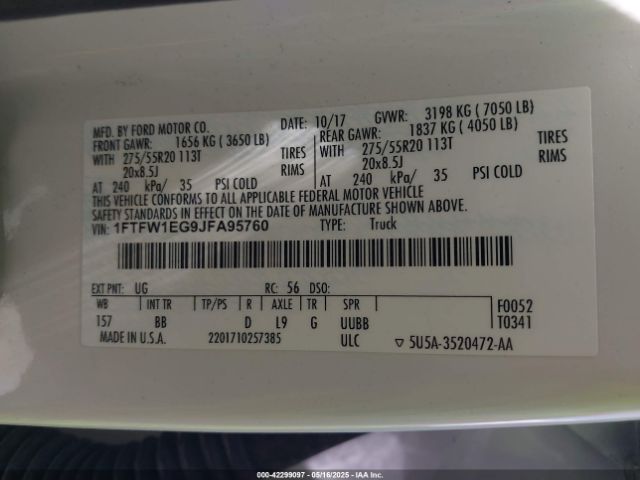 MFD. BY FORD MOTOR CO. DATE: 10/17 GVWR: 3198 KG ( 7050 LB)
FRONT GAWR: 1656 KG ( 3650 LB) REAR GAWR: 1837 KG ( 4050 LB)
WITH 275/55R20 113T TIRES WITH 275/55R20 113T TIRES
20x8.5J RIMS 20x8.5J RIMS
AT 240 kPa/ 35 PSI COLD AT 240 kPa/ 35 PSI COLD
THIS VEHICLE CONFORMS TO ALL APPLICABLE FEDERAL MOTOR VEHICLE
SAFETY STANDARDS IN EFFECT ON THE DATE OF MANUFACTURE SHOWN ABOVE.
VIN: 1FTFW1EG9JFA95760 TYPE: Truck
EXT PNT: UG RC: 56 DSO:
WB INT TR TP/PS R AXLE TR SPR F0052
157 BB D L9 G UUBB T0341
MADE IN U.S.A. 2201710257385 ULC ▽ 5U5A-3520472-AA
000-42299097 - 05/16/2025 - IAA Inc.